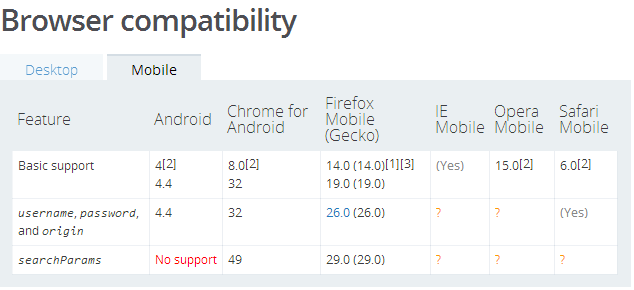 Browser compatibility
Desktop Mobile
Feature Android Chrome for Android Firefox Mobile (Gecko) IE Mobile Opera Mobile Safari Mobile
Basic support 4[2] 8.0[2] 14.0 (14.0)[1][3] (Yes) 15.0[2] 6.0[2]
4.4 32 19.0 (19.0)
username, password, 4.4 32 26.0 (26.0) ? ? (Yes)
and origin
searchParams No support 49 29.0 (29.0) ? ? ?